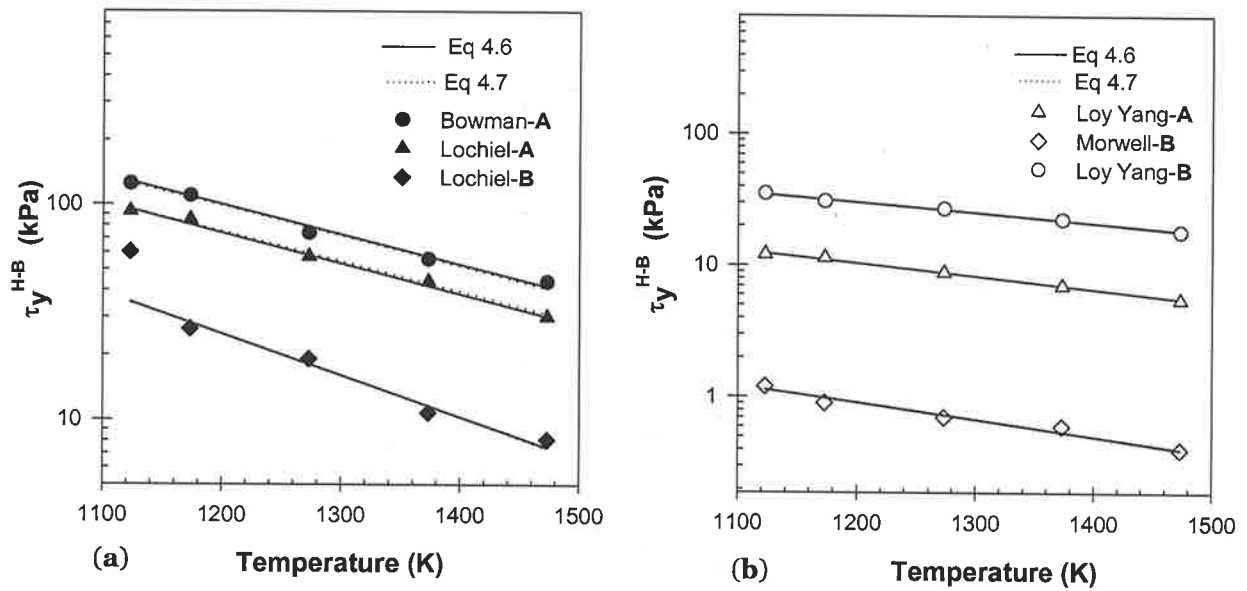 Eq 4.6
Eq 4.7
Bowman-A
Lochiel-A
Lochiel-B
100
10
τy H-B (kPa)
1100 1200 1300 1400 1500
(a) Temperature (K)
Eq 4.6
Eq 4.7
Loy Yang-A
Morwell-B
Loy Yang-B
100
10
1
τy H-B (kPa)
1100 1200 1300 1400 1500
(b) Temperature (K)